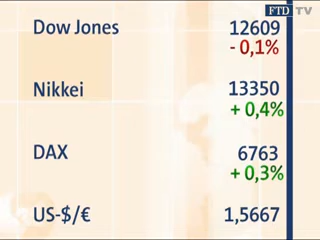 FTD TV
Dow Jones 12609
- 0,1%
Nikkei 13350
+ 0,4%
DAX 6763
+ 0,3%
US-$/€ 1,5667